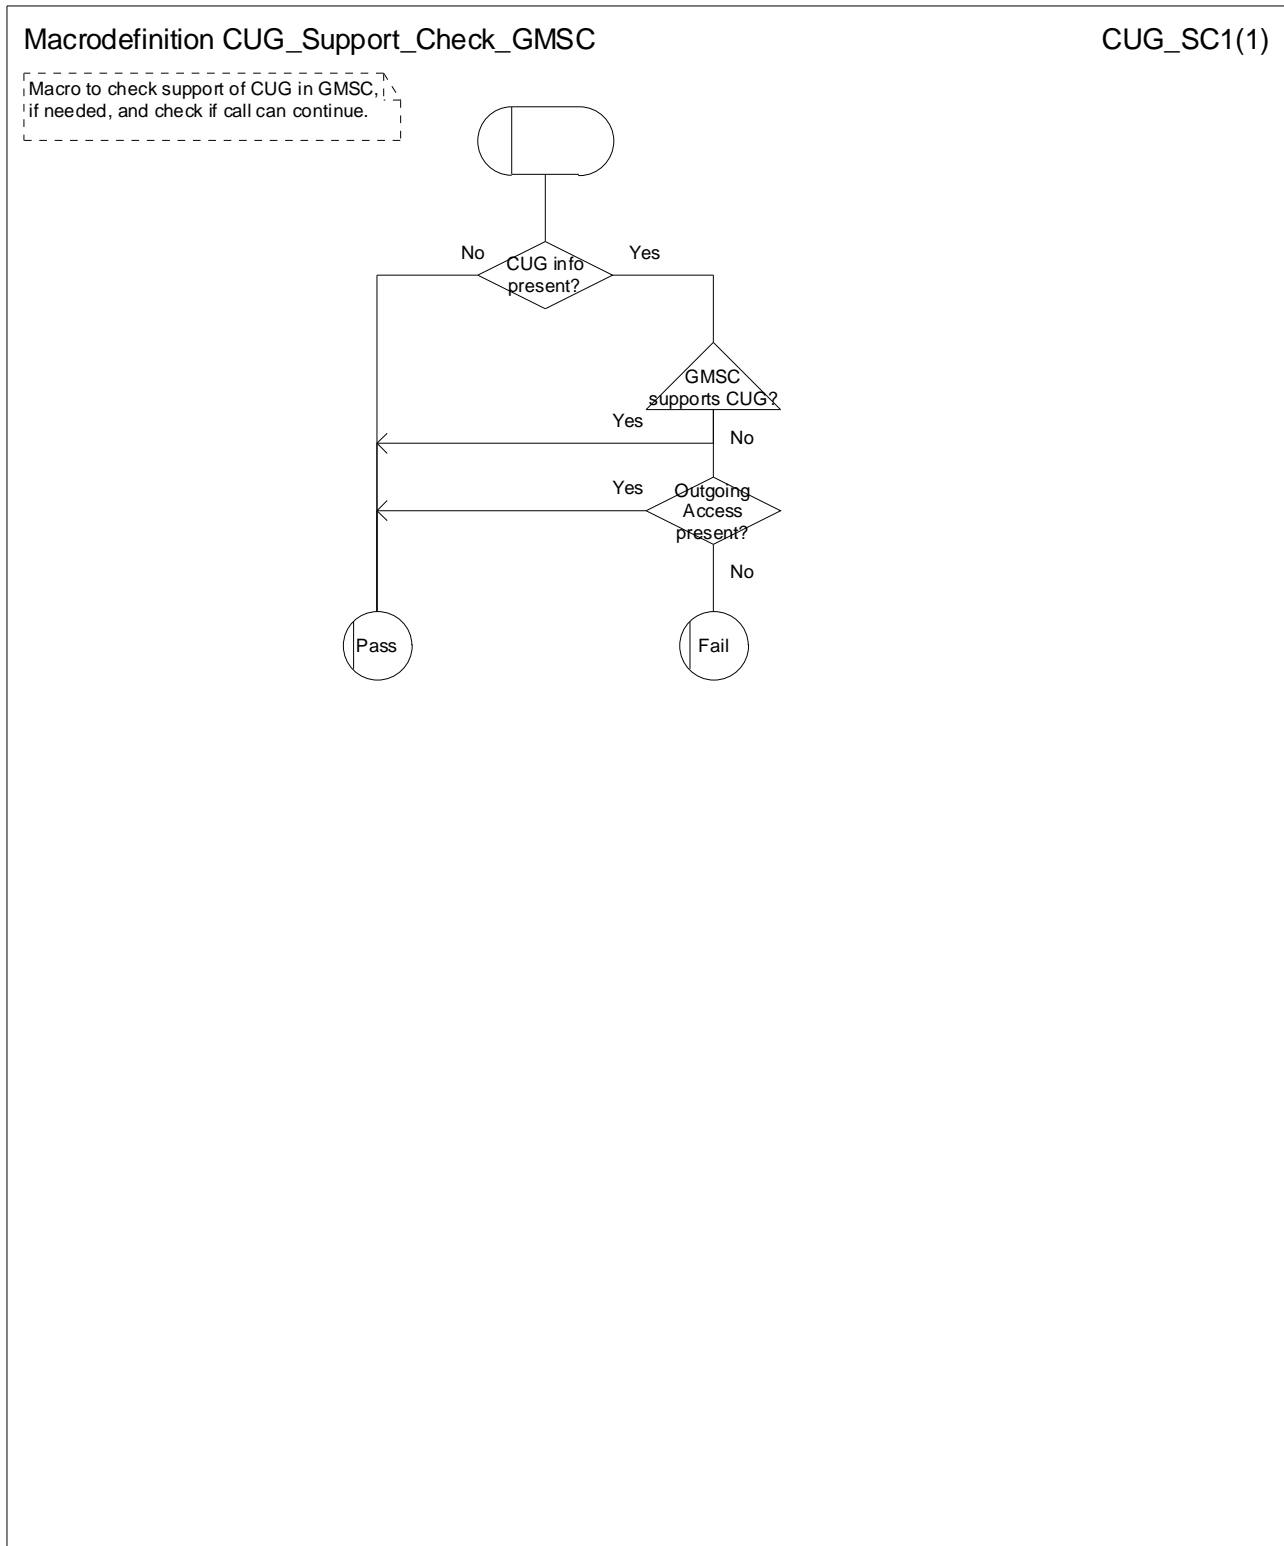 Macrodefinition CUG_Support_Check_GMSC
CUG_SC1(1)
Macro to check support of CUG in GMSC,
if needed, and check if call can continue.
No
Yes
CUG info
present?
GMSC
supports CUG?
Yes
No
Yes
Outgoing
Access
present?
No
Pass
Fail